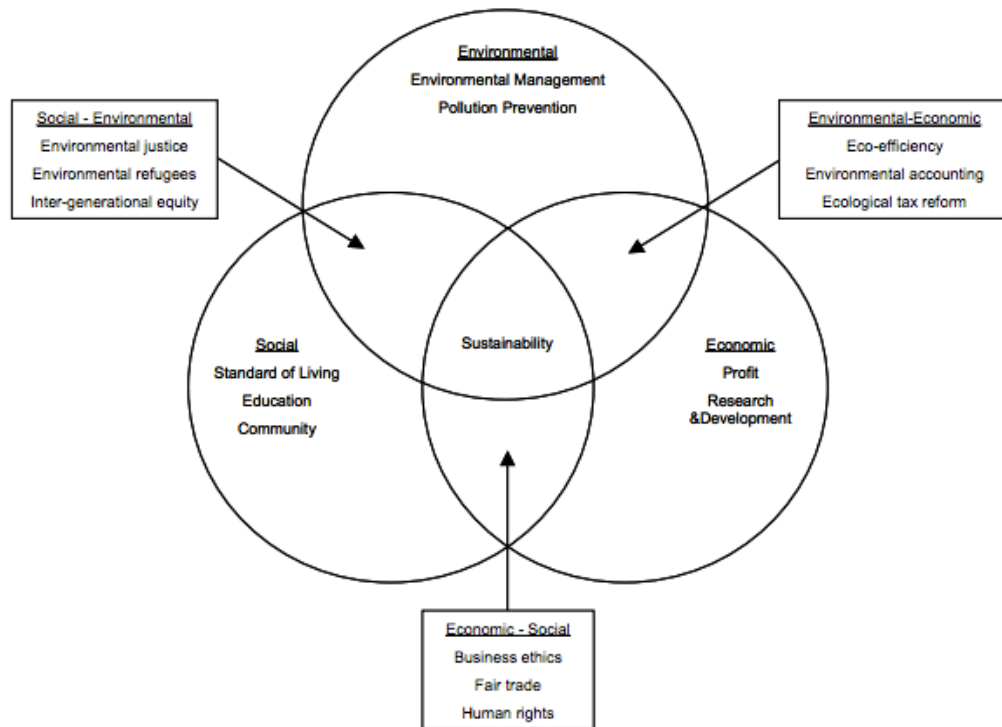 Environmental
Environmental Management
Pollution Prevention
Social - Environmental
Environmental justice
Environmental refugees
Inter-generational equity
Environmental-Economic
Eco-efficiency
Environmental accounting
Ecological tax reform
Social
Standard of Living
Education
Community
Sustainability
Economic
Profit
Research
&Development
Economic - Social
Business ethics
Fair trade
Human rights